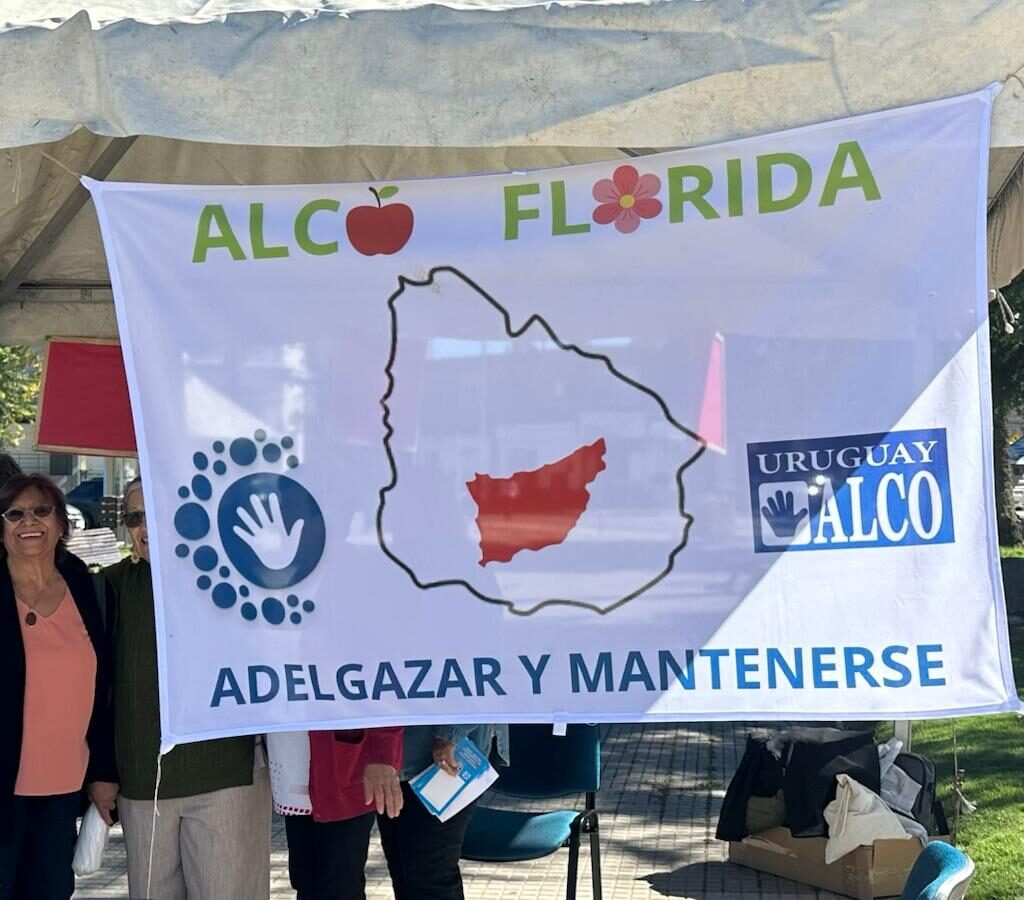 ALCO FLORIDA
URUGUAY
ALCO
ADELGAZAR Y MANTENERSE